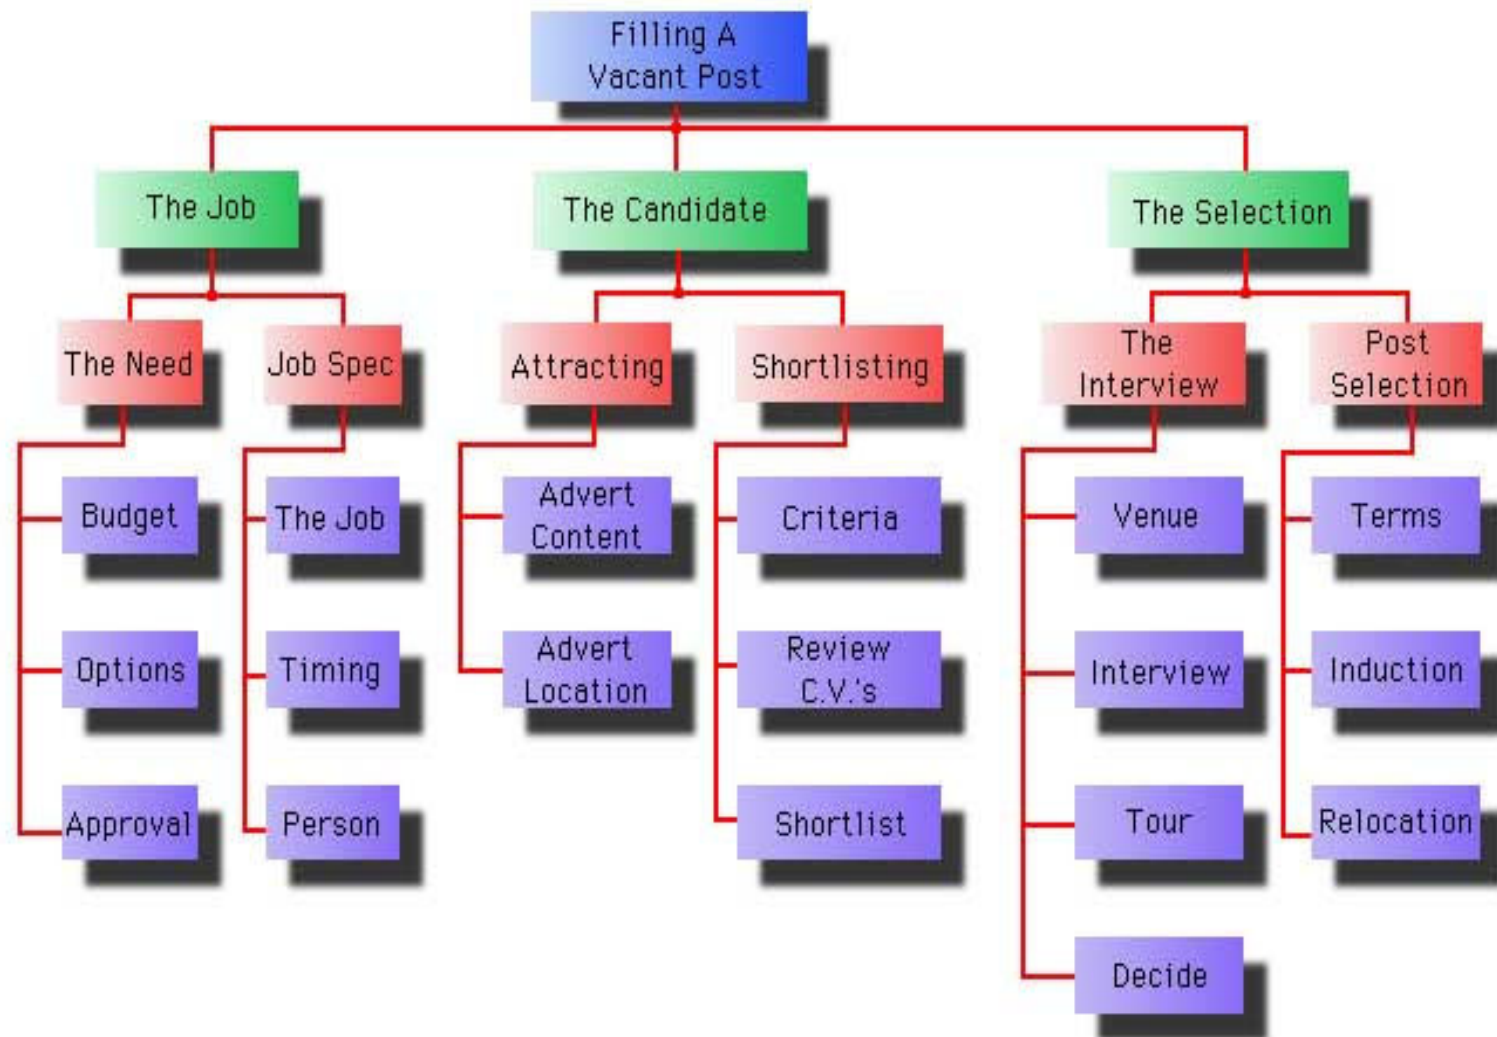 Filling A
Vacant Post
The Job
The Candidate
The Selection
The Need
Job Spec
Attracting
Shortlisting
The
Interview
Post
Selection
Budget
The Job
Advert
Content
Criteria
Venue
Terms
Options
Timing
Advert
Location
Review
C.V.'s
Interview
Induction
Approval
Person
Shortlist
Tour
Relocation
Decide